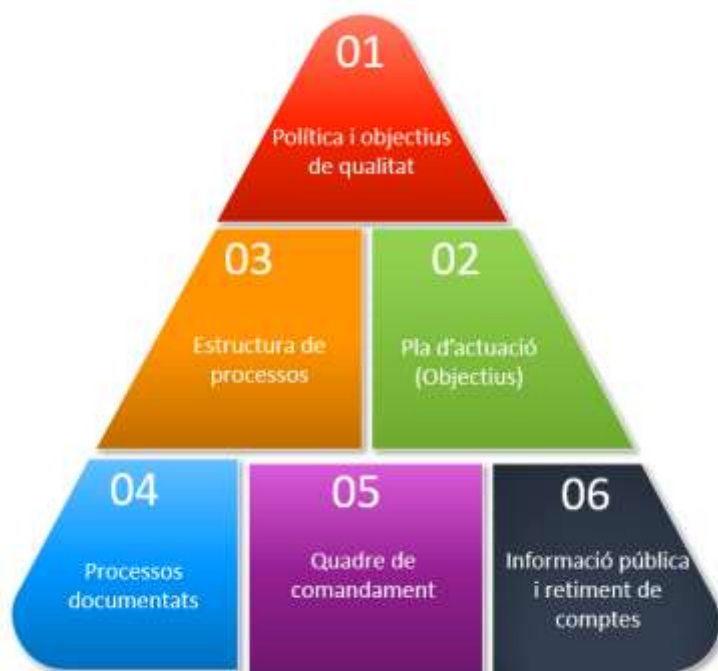 01
Política i objectius
de qualitat
03
Estructura de
processos
02
Pla d'actuació
(Objectius)
04
Processos
documentats
05
Quadre de
comandament
06
Informació pública
i retiment de
comptes